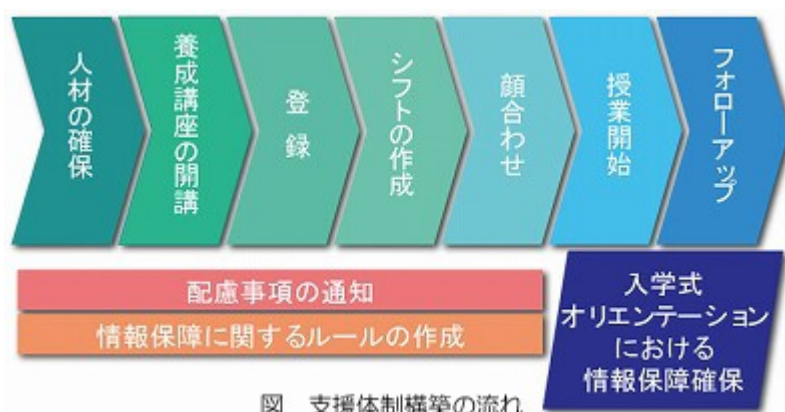 人材の確保
養成講座の開講
登録
シフトの作成
顔合わせ
授業開始
フォローアップ
配慮事項の通知
情報保障に関するルールの作成
入学式
オリエンテーション
における
情報保障確保
図　支援体制構築の流れ